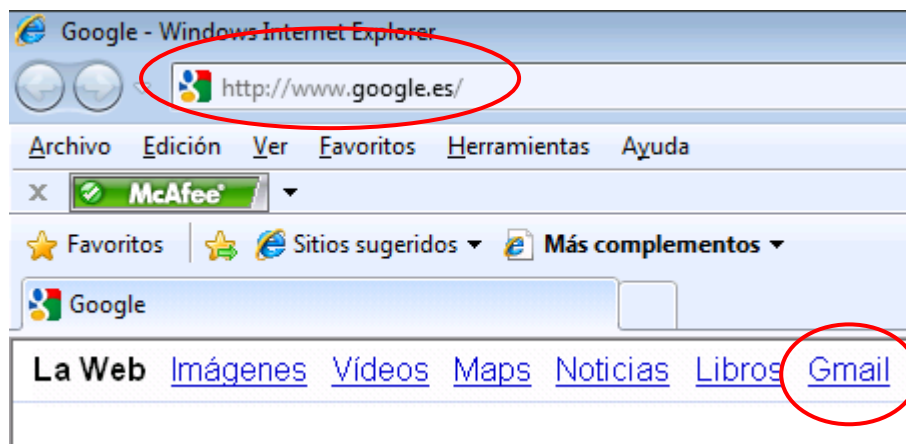 Google - Windows Internet Explorer
http://www.google.es/
Archivo Edición Ver Favoritos Herramientas Ayuda
x McAfee
Favoritos Sitios sugeridos Más complementos
Google
La Web Imágenes Vídeos Maps Noticias Libros Gmail